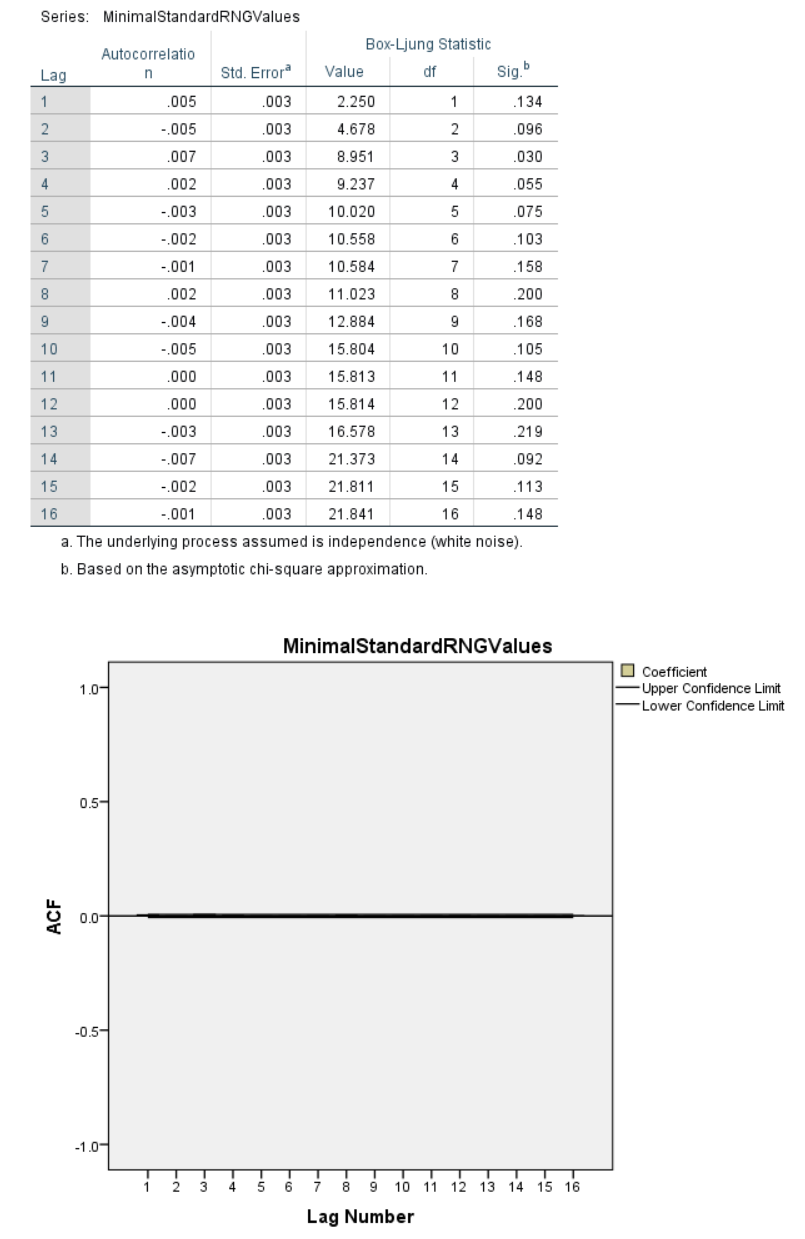 Series: MinimalStandardRNGValues
Box-Ljung Statistic
Autocorrelatio
Lag n Std. Errorᵃ Value df Sig.ᵇ
1 .005 .003 2.250 1 .134
2 -.005 .003 4.678 2 .096
3 .007 .003 8.951 3 .030
4 .002 .003 9.237 4 .055
5 -.003 .003 10.020 5 .075
6 -.002 .003 10.558 6 .103
7 -.001 .003 10.584 7 .158
8 .002 .003 11.023 8 .200
9 -.004 .003 12.884 9 .168
10 -.005 .003 15.804 10 .105
11 .000 .003 15.813 11 .148
12 .000 .003 15.814 12 .200
13 -.003 .003 16.578 13 .219
14 -.007 .003 21.373 14 .092
15 -.002 .003 21.811 15 .113
16 -.001 .003 21.841 16 .148
a. The underlying process assumed is independence (white noise).
b. Based on the asymptotic chi-square approximation.
MinimalStandardRNGValues
Coefficient
Upper Confidence Limit
Lower Confidence Limit
1.0
0.5
0.0
-0.5
-1.0
ACF
1 2 3 4 5 6 7 8 9 10 11 12 13 14 15 16
Lag Number